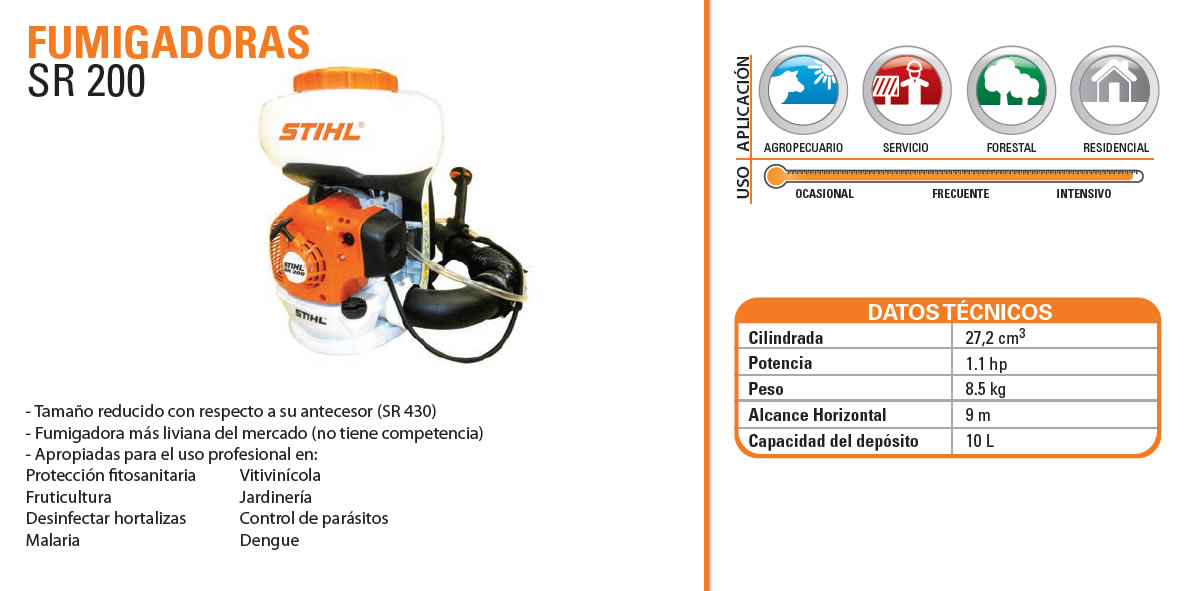 FUMIGADORAS
SR 200
STIHL®
STIHL
SR 200
STIHL
- Tamaño reducido con respecto a su antecesor (SR 430)
- Fumigadora más liviana del mercado (no tiene competencia)
- Apropiadas para el uso profesional en:
Protección fitosanitaria Vitivinícola
Fruticultura Jardinería
Desinfectar hortalizas Control de parásitos
Malaria Dengue
APLICACIÓN
AGROPECUARIO SERVICIO FORESTAL RESIDENCIAL
USO
OCASIONAL FRECUENTE INTENSIVO
DATOS TÉCNICOS
Cilindrada 27,2 cm³
Potencia 1.1 hp
Peso 8.5 kg
Alcance Horizontal 9 m
Capacidad del depósito 10 L